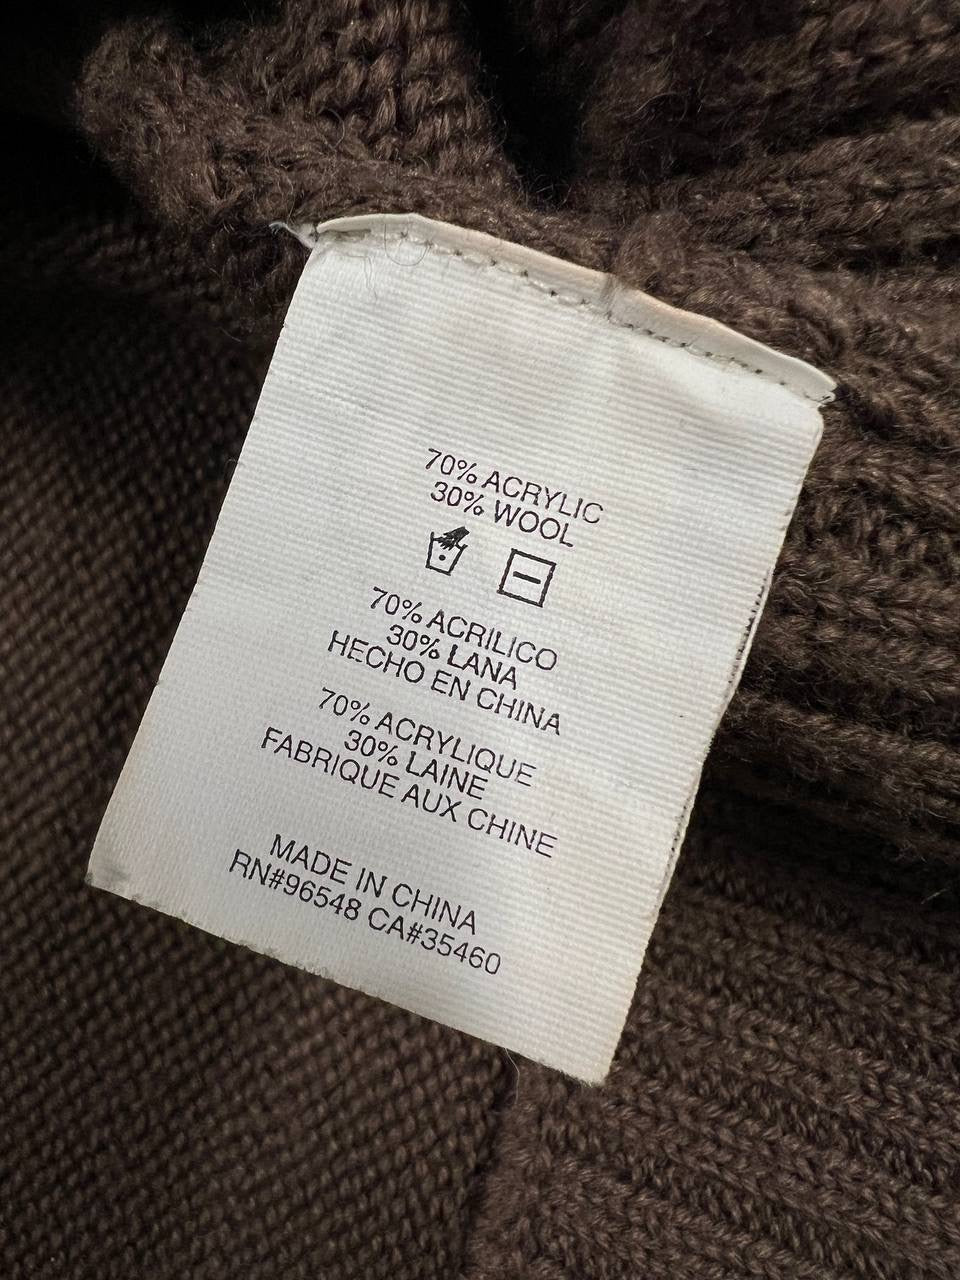 70% ACRYLIC
30% WOOL
70% ACRILICO
30% LANA
HECHO EN CHINA
70% ACRYLIQUE
30% LAINE
FABRIQUE AUX CHINE
MADE IN CHINA
RN#96548 CA#35460